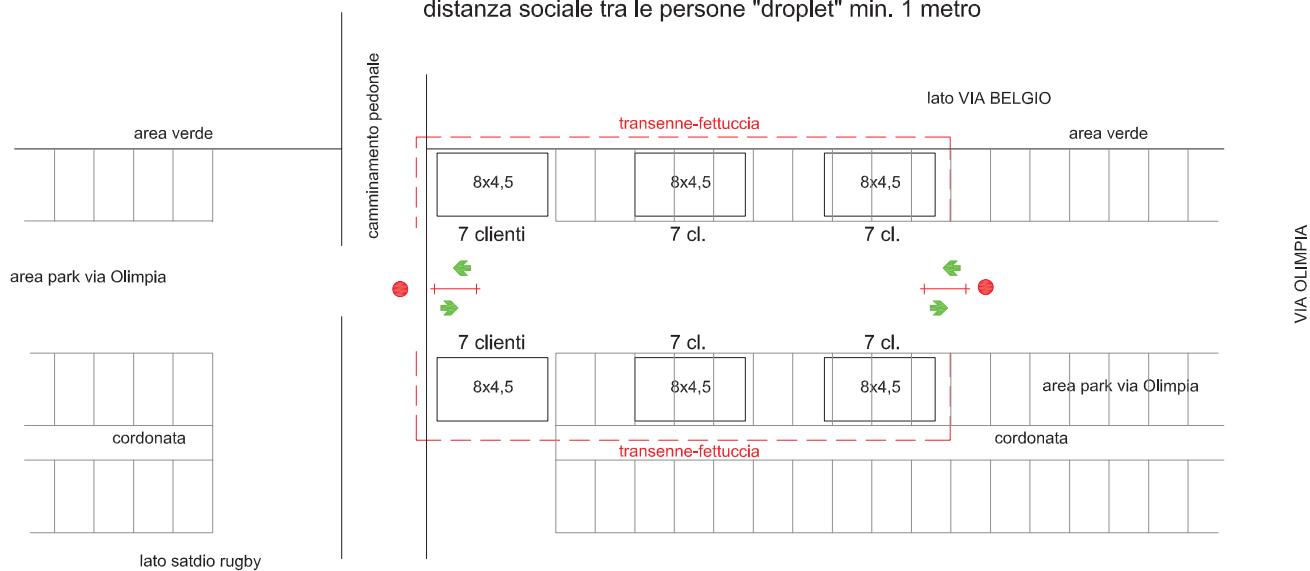 distanza sociale tra le persone "droplet" min. 1 metro
camminamento pedonale
lato VIA BELGIO
transenne-fettuccia
area verde
area verde
8x4,5
8x4,5
8x4,5
7 clienti
7 cl.
7 cl.
area park via Olimpia
VIA OLIMPIA
7 clienti
7 cl.
7 cl.
8x4,5
8x4,5
8x4,5
area park via Olimpia
cordonata
cordonata
transenne-fettuccia
lato satdio rugby